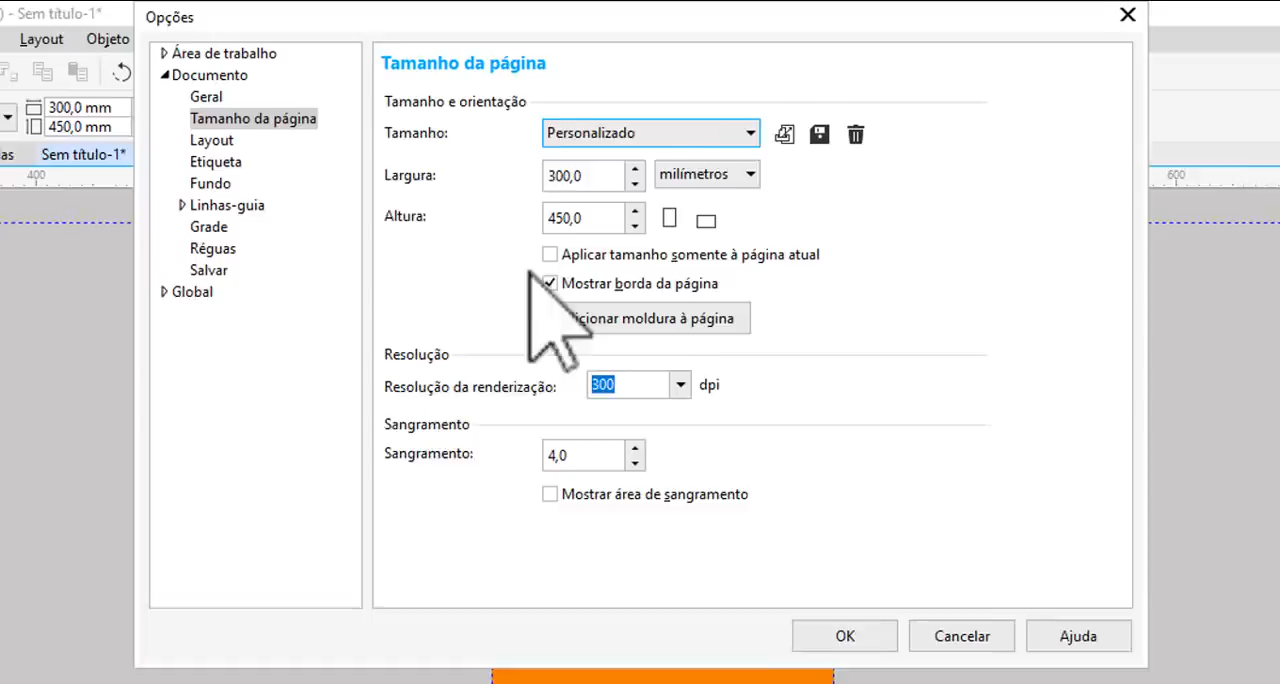 ) - Sem título-1*
Opções
Layout Objeto
300,0 mm
450,0 mm
as Sem título-1*
400
600
Área de trabalho
Documento
Geral
Tamanho da página
Layout
Etiqueta
Fundo
Linhas-guia
Grade
Réguas
Salvar
Global
Tamanho da página
Tamanho e orientação
Tamanho: Personalizado
Largura: 300,0 milímetros
Altura: 450,0
Aplicar tamanho somente à página atual
Mostrar borda da página
icionar moldura à página
Resolução
Resolução da renderização: 300 dpi
Sangramento
Sangramento: 4,0
Mostrar área de sangramento
OK Cancelar Ajuda